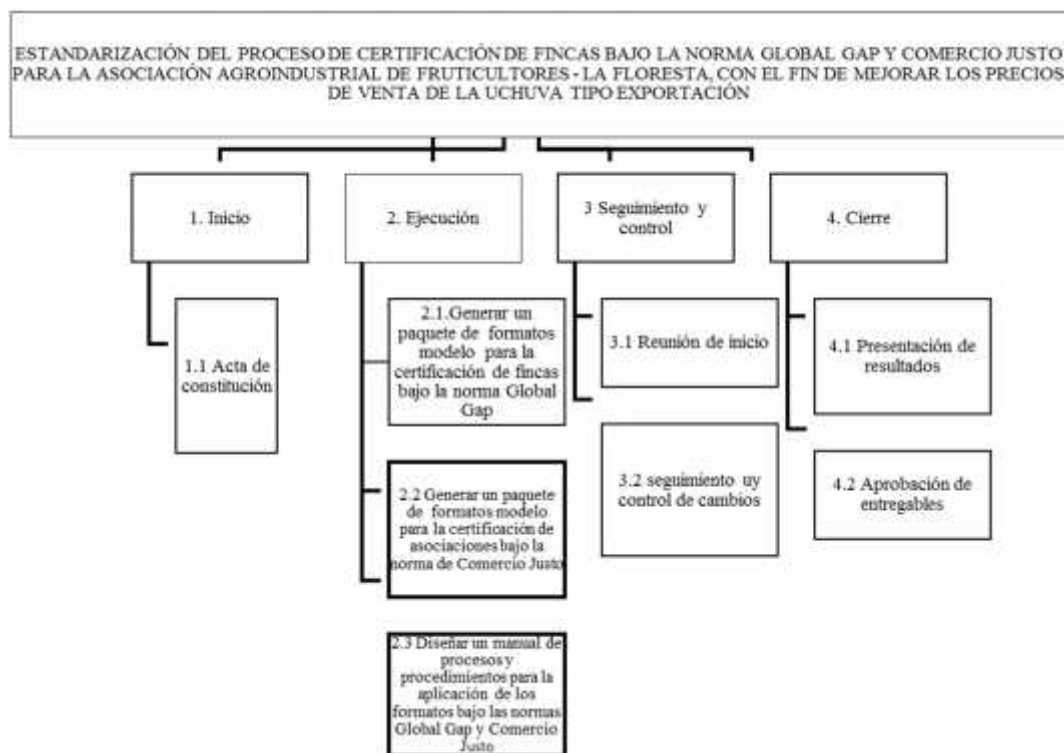 ESTANDARIZACIÓN DEL PROCESO DE CERTIFICACIÓN DE FINCAS BAJO LA NORMA GLOBAL GAP Y COMERCIO JUSTO
PARA LA ASOCIACIÓN AGROINDUSTRIAL DE FRUTICULTORES - LA FLORESTA, CON EL FIN DE MEJORAR LOS PRECIOS
DE VENTA DE LA UCHUVA TIPO EXPORTACIÓN
1. Inicio
1.1 Acta de
constitución
2. Ejecución
2.1.Generar un
paquete de formatos
modelo para la
certificación de fincas
bajo la norma Global
Gap
2.2 Generar un paquete
de formatos modelo
para la certificación de
asociaciones bajo la
norma de Comercio Justo
2.3 Diseñar un manual de
procesos y
procedimientos para la
aplicación de los
formatos bajo las normas
Global Gap y Comercio
Justo
3 Seguimiento y
control
3.1 Reunión de inicio
3.2 seguimiento uy
control de cambios
4. Cierre
4.1 Presentación de
resultados
4.2 Aprobación de
entregables